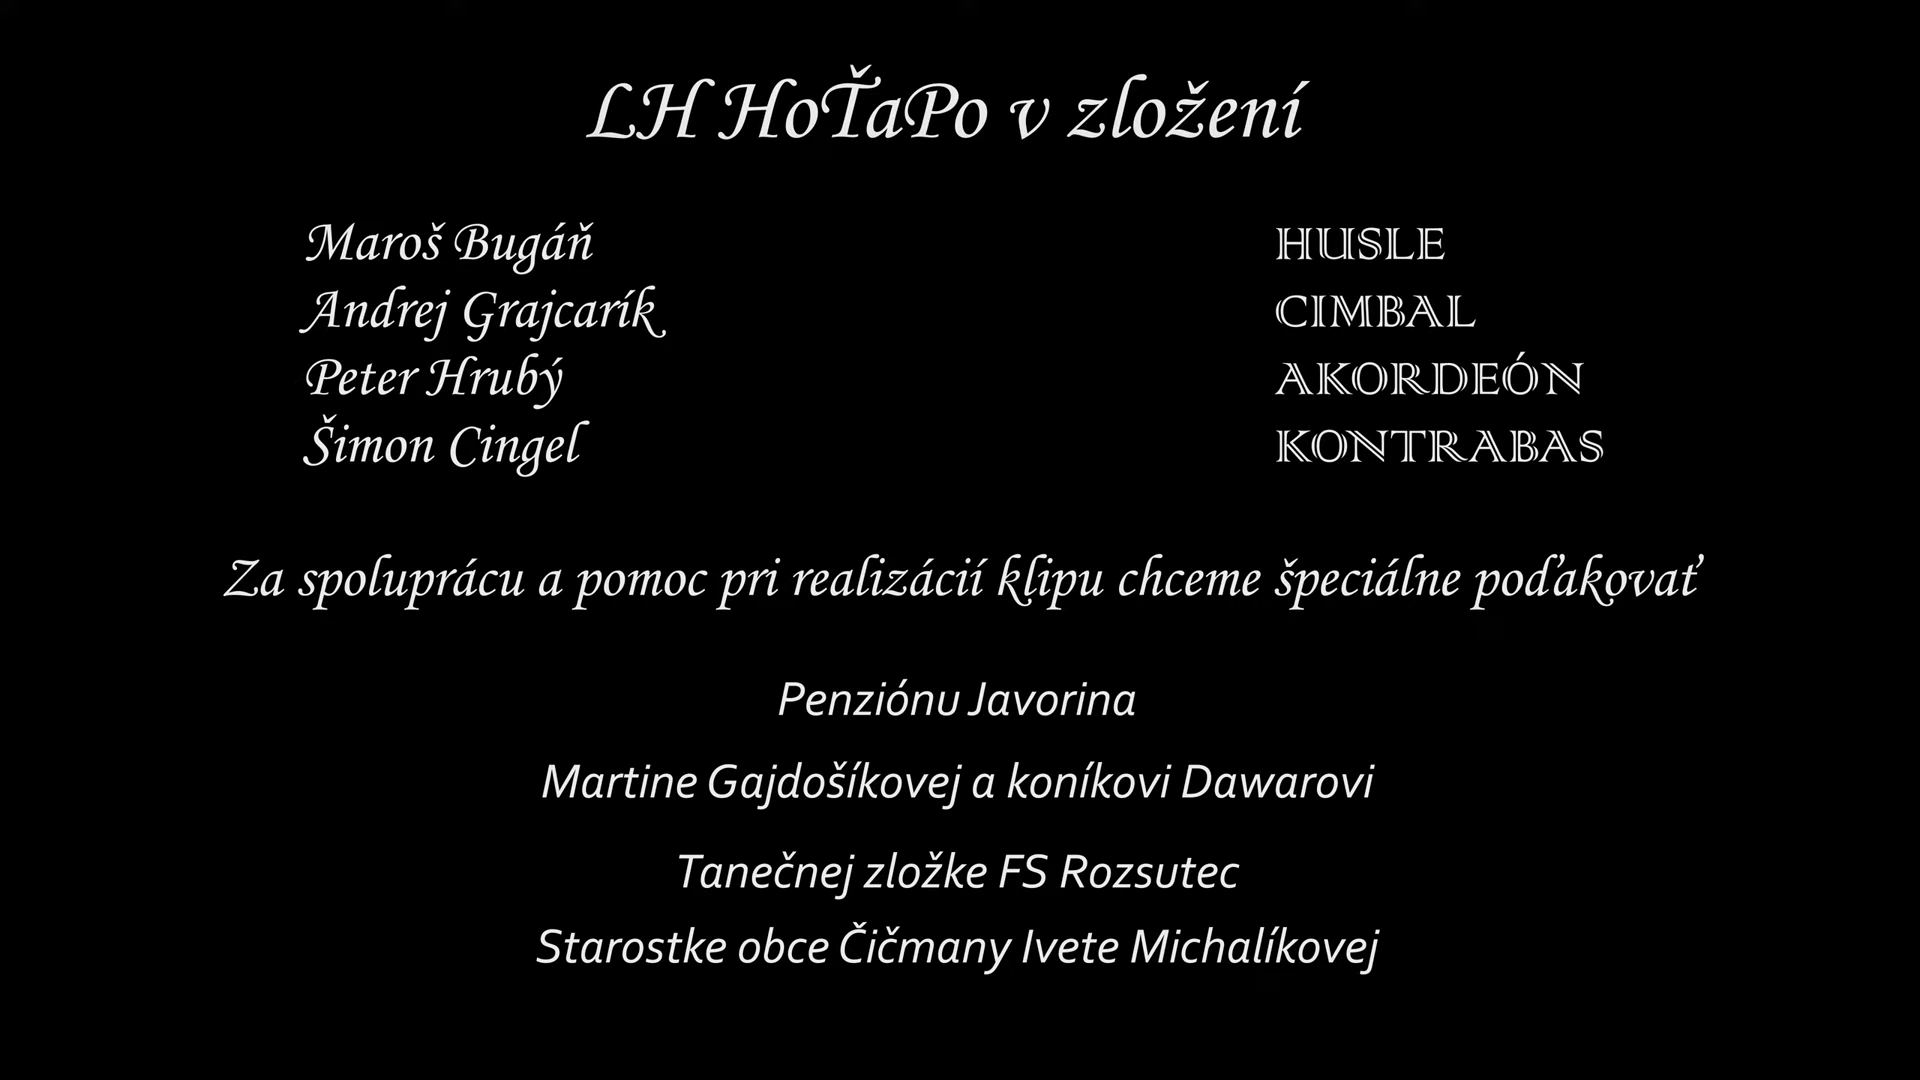 LH HoŤaPo v zložení
Maroš Bugáň HUSLE
Andrej Grajcarík CIMBAL
Peter Hrubý AKORDEÓN
Šimon Cingel KONTRABAS
Za spoluprácu a pomoc pri realizácií klipu chceme špeciálne poďakovať
Penziónu Javorina
Martine Gajdošíkovej a koníkovi Dawarovi
Tanečnej zložke FS Rozsutec
Starostke obce Čičmany Ivete Michalíkovej